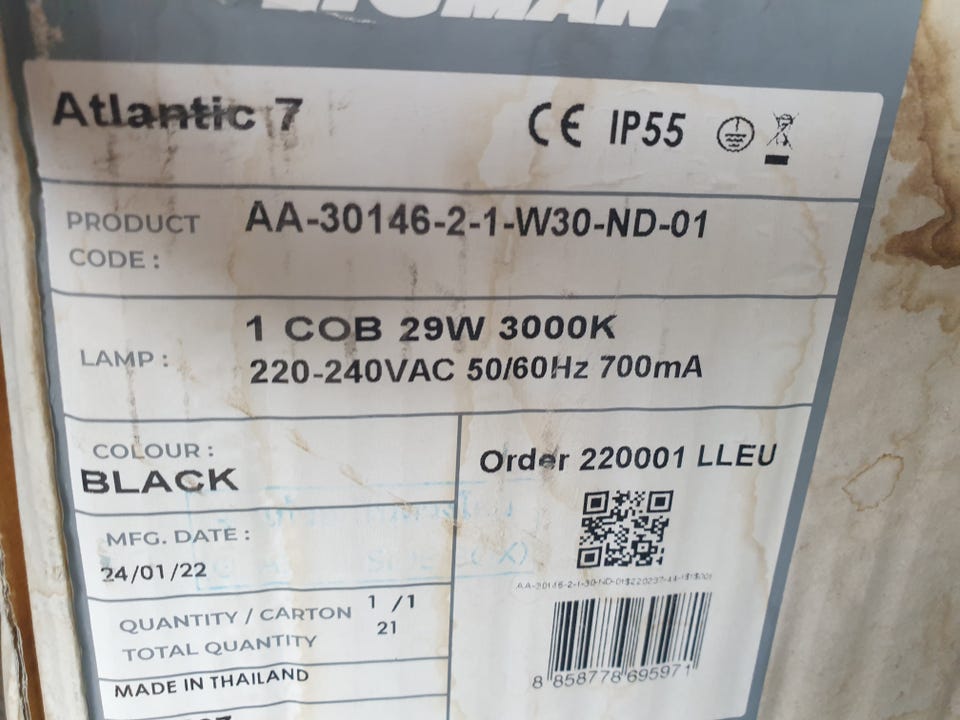 LIGMAN
Atlantic 7
CE IP55
PRODUCT CODE : AA-30146-2-1-W30-ND-01
LAMP : 1 COB 29W 3000K
220-240VAC 50/60Hz 700mA
COLOUR :
BLACK
MFG. DATE :
24/01/22
QUANTITY / CARTON 1 /1
TOTAL QUANTITY 21
MADE IN THAILAND
Order 220001 LLEU
8 858778 695971